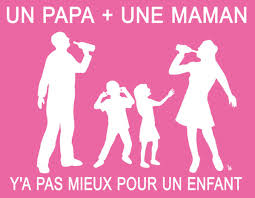 UN PAPA + UNE MAMAN
Y'A PAS MIEUX POUR UN ENFANT